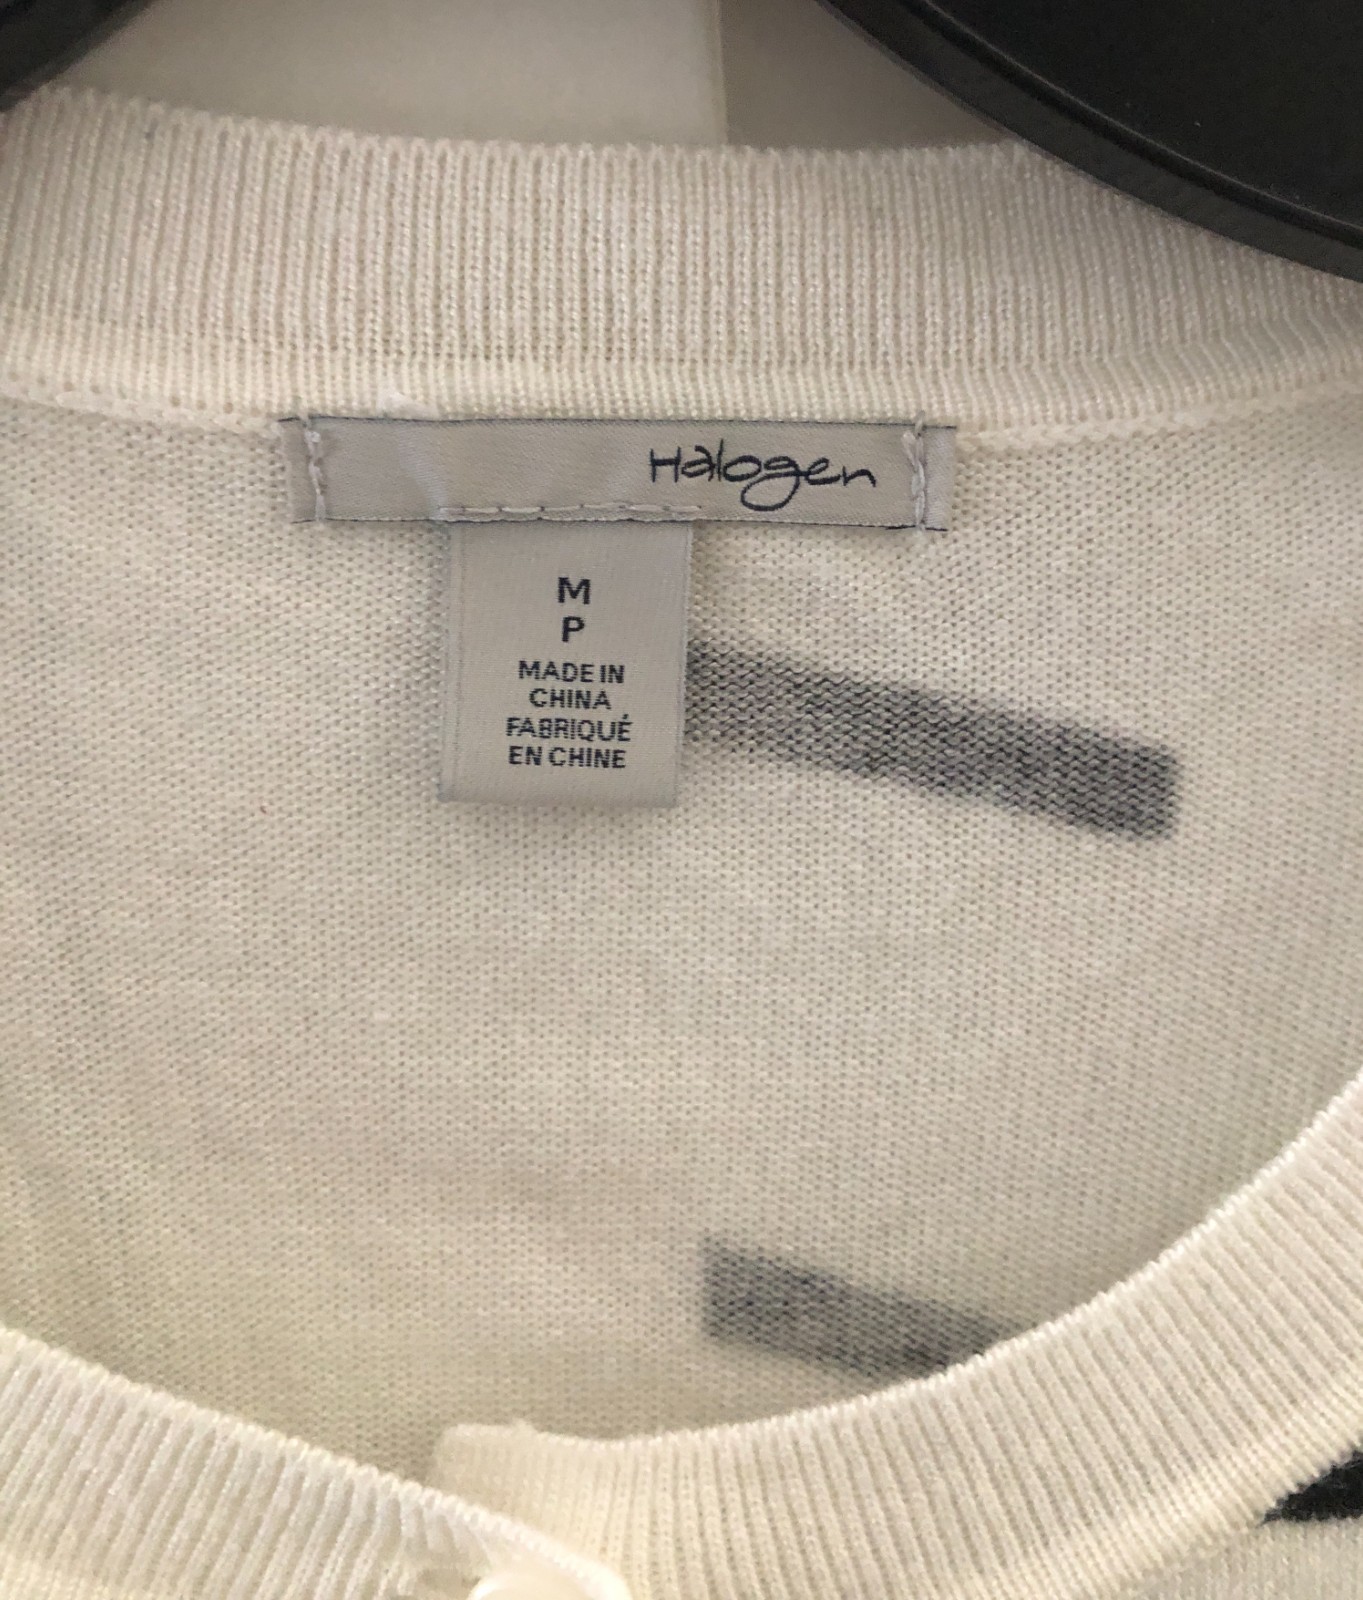 Halogen
M
P
MADE IN
CHINA
FABRIQUÉ
EN CHINE